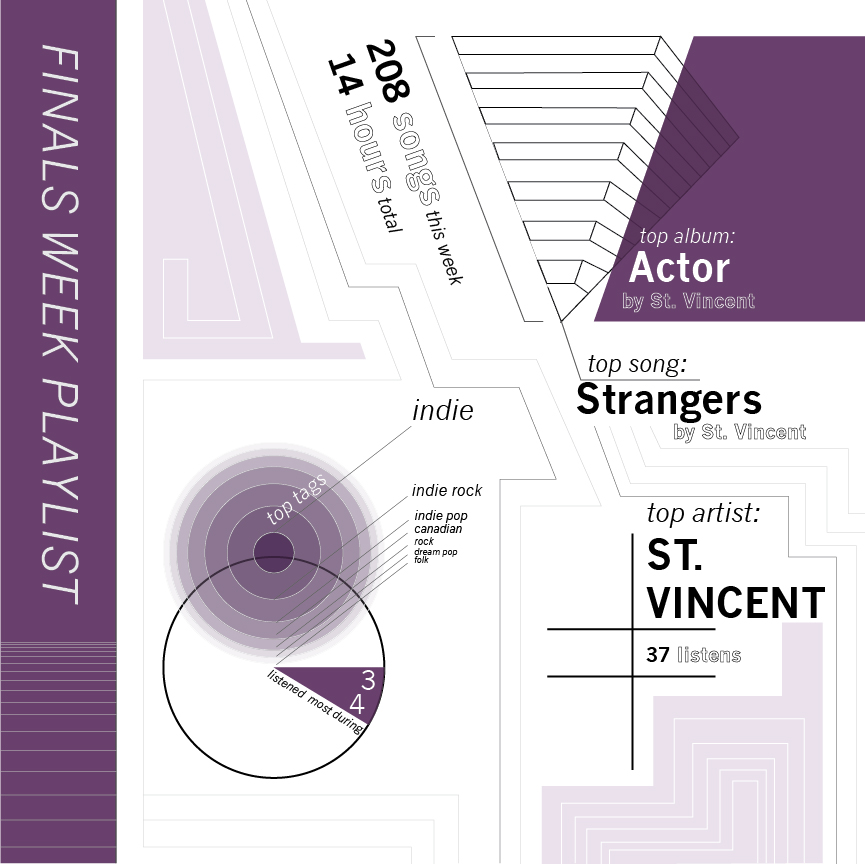 FINALS WEEK PLAYLIST
208 songs this week
14 hours total
top album:
Actor
by St. Vincent
top song:
Strangers
by St. Vincent
indie
top tags
indie rock
indie pop
canadian
rock
dream pop
folk
top artist:
ST.
VINCENT
37 listens
3
4
listened most during